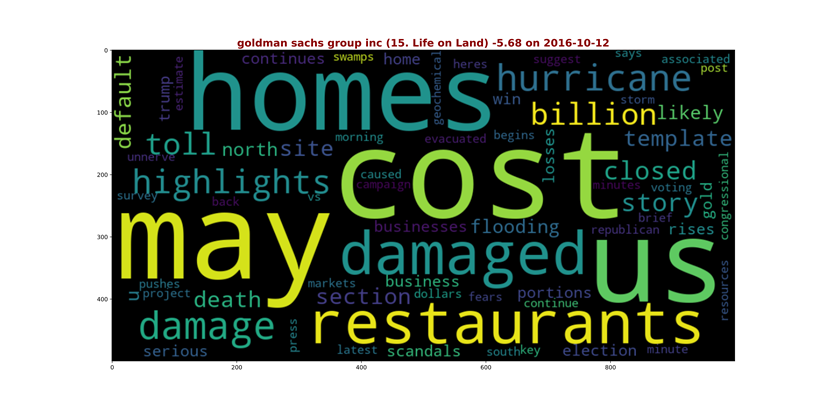 goldman sachs group inc (15. Life on Land) -5.68 on 2016-10-12
0
continues swamps home heres suggest says associated
default trump estimate homes geochemical hurricane post
100
win storm billion likely
toll north site morning evacuated begins losses template
unnerve
200
highlights caused cost closed
campaign minutes voting gold congressional
survey back vs story
brief
300
may businesses flooding republican rises
damaged us
pushes markets business
400
u project death section dollars fears portions resources
continue
damage press restaurants
serious latest scandals south key election minute
0 200 400 600 800